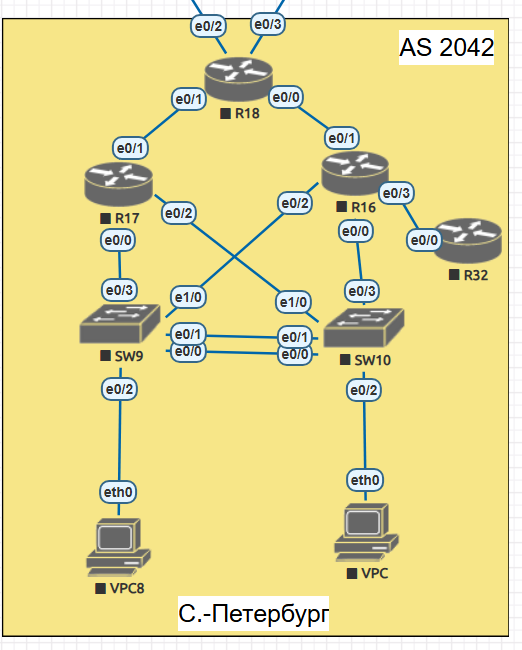 e0/2
e0/3
AS 2042
e0/1
e0/0
R18
e0/1
e0/1
R17
e0/2
e0/2
R16
e0/3
e0/0
e0/0
e0/0
R32
e0/3
e1/0
e1/0
e0/3
e0/1
e0/1
e0/0
e0/0
SW9
SW10
e0/2
e0/2
eth0
eth0
VPC8
VPC
С.-Петербург